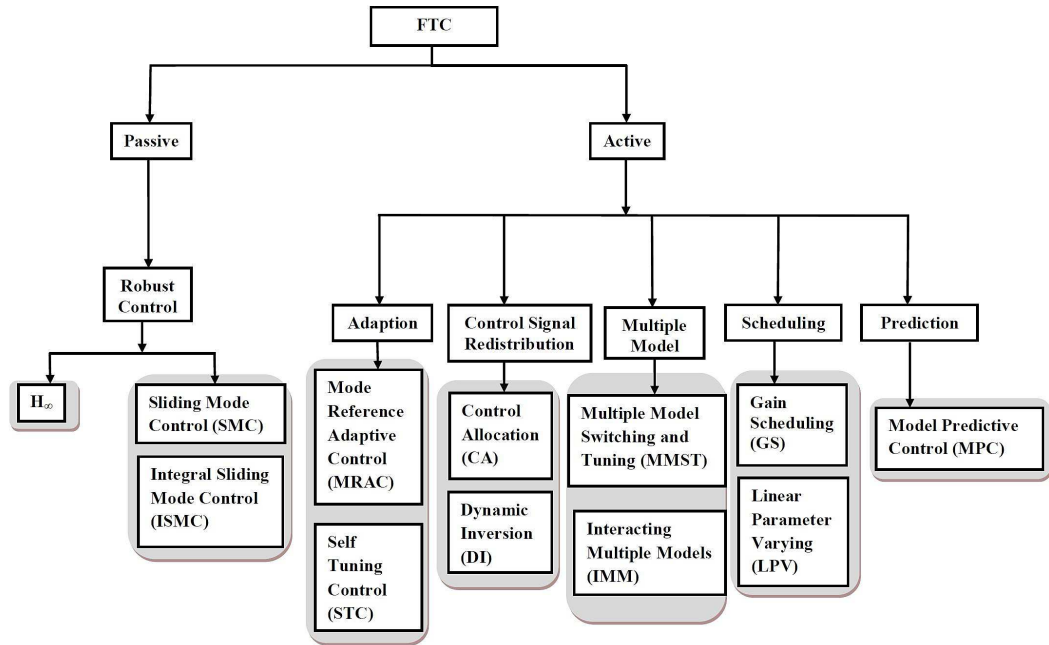 FTC
Passive
Active
Robust
Control
Adaption
Control Signal
Redistribution
Multiple
Model
Scheduling
Prediction
H∞
Sliding Mode
Control (SMC)
Integral Sliding
Mode Control
(ISMC)
Mode
Reference
Adaptive
Control
(MRAC)
Self
Tuning
Control
(STC)
Control
Allocation
(CA)
Dynamic
Inversion
(DI)
Multiple Model
Switching and
Tuning (MMST)
Interacting
Multiple Models
(IMM)
Gain
Scheduling
(GS)
Linear
Parameter
Varying
(LPV)
Model Predictive
Control (MPC)